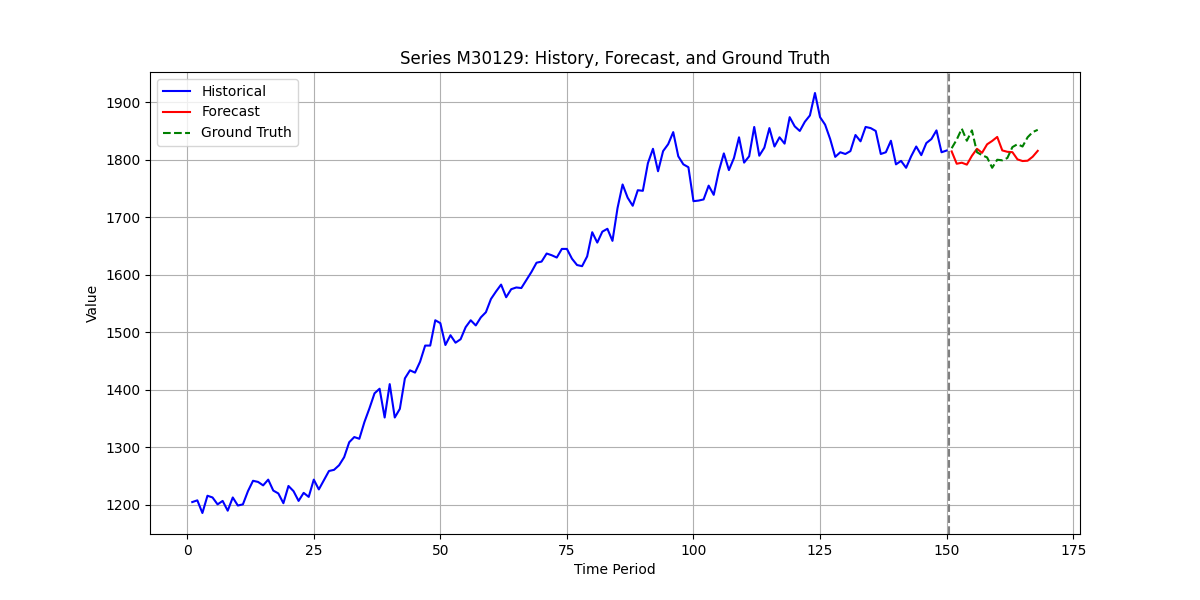 Series M30129: History, Forecast, and Ground Truth
Historical
Forecast
Ground Truth
Value
1900
1800
1700
1600
1500
1400
1300
1200
0 25 50 75 100 125 150 175
Time Period